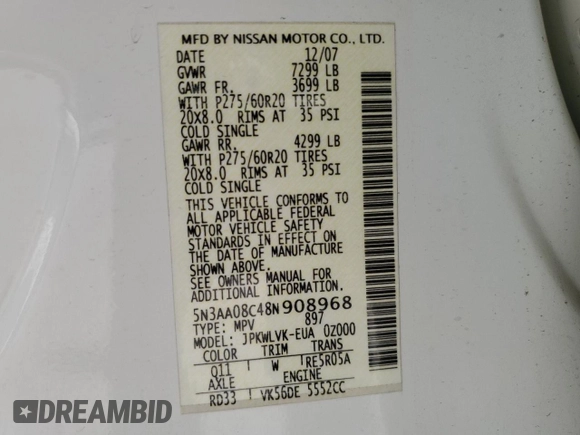 MFD BY NISSAN MOTOR CO., LTD.
DATE 12/07
GVWR 7299 LB
GAWR FR. 3699 LB
WITH P275/60R20 TIRES
20X8.0 RIMS AT 35 PSI
COLD SINGLE
GAWR RR. 4299 LB
WITH P275/60R20 TIRES
20X8.0 RIMS AT 35 PSI
COLD SINGLE
THIS VEHICLE CONFORMS TO
ALL APPLICABLE FEDERAL
MOTOR VEHICLE SAFETY
STANDARDS IN EFFECT ON
THE DATE OF MANUFACTURE
SHOWN ABOVE.
SEE OWNERS MANUAL FOR
ADDITIONAL INFORMATION.
5N3AA08C48N908968
TYPE: MPV 897
MODEL: JPKWLVK-EUA 0Z000
COLOR TRIM TRANS
Q11 W RE5R05A
AXLE ENGINE
RD33 VK56DE 5552CC
DREAMBID